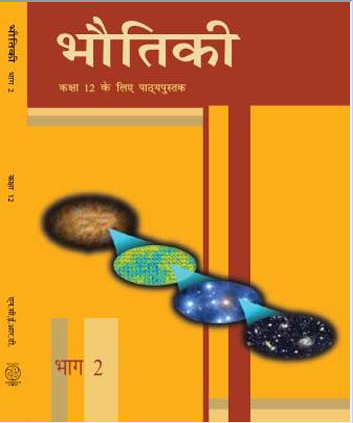 भौतिकी
कक्षा 12 के लिए पाठ्यपुस्तक
भाग 2
भौतिकी भाग 2
कक्षा 12
एन.सी.ई.आर.टी.